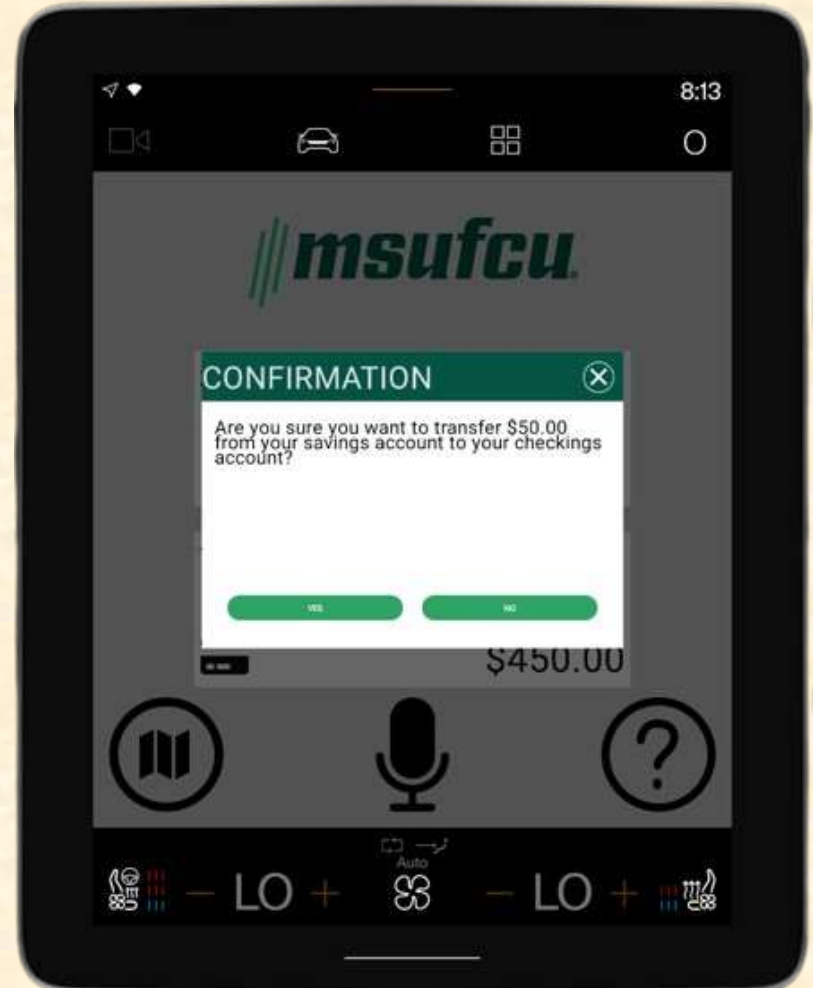 8:13
msufcu.
CONFIRMATION
Are you sure you want to transfer $50.00
from your savings account to your checkings
account?
YES
NO
$450.00
Auto
LO
LO